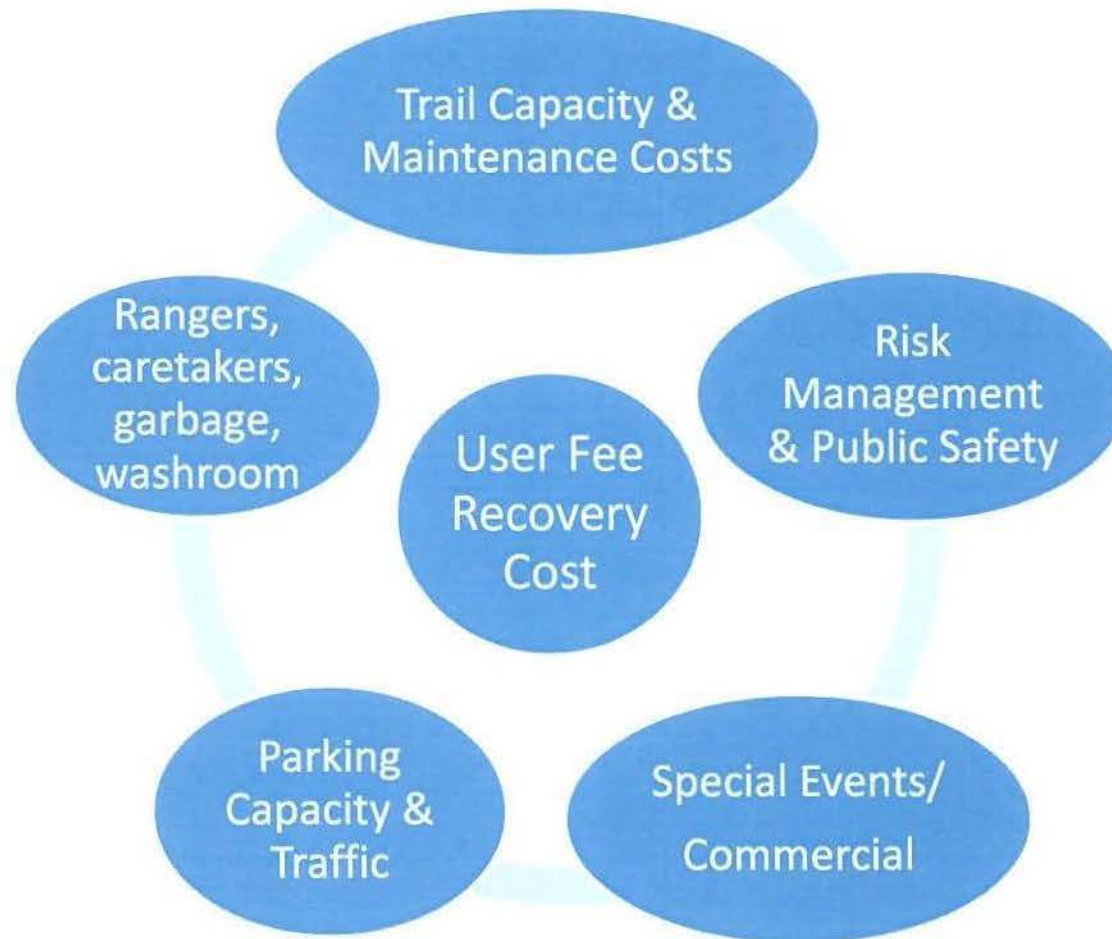 Trail Capacity &
Maintenance Costs
Risk
Management
& Public Safety
Special Events/
Commercial
Parking
Capacity &
Traffic
Rangers,
caretakers,
garbage,
washroom
User Fee
Recovery
Cost